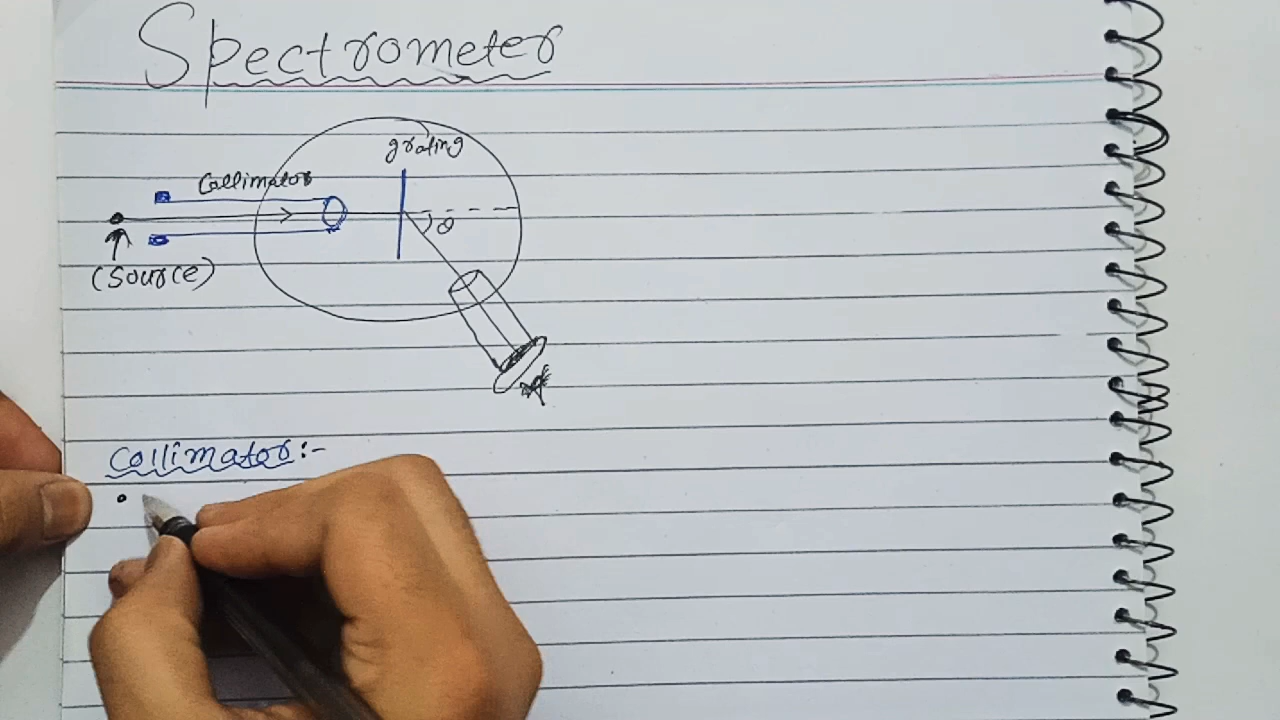 Spectrometer
grating
Collimator
θ
(Source)
Collimator:-